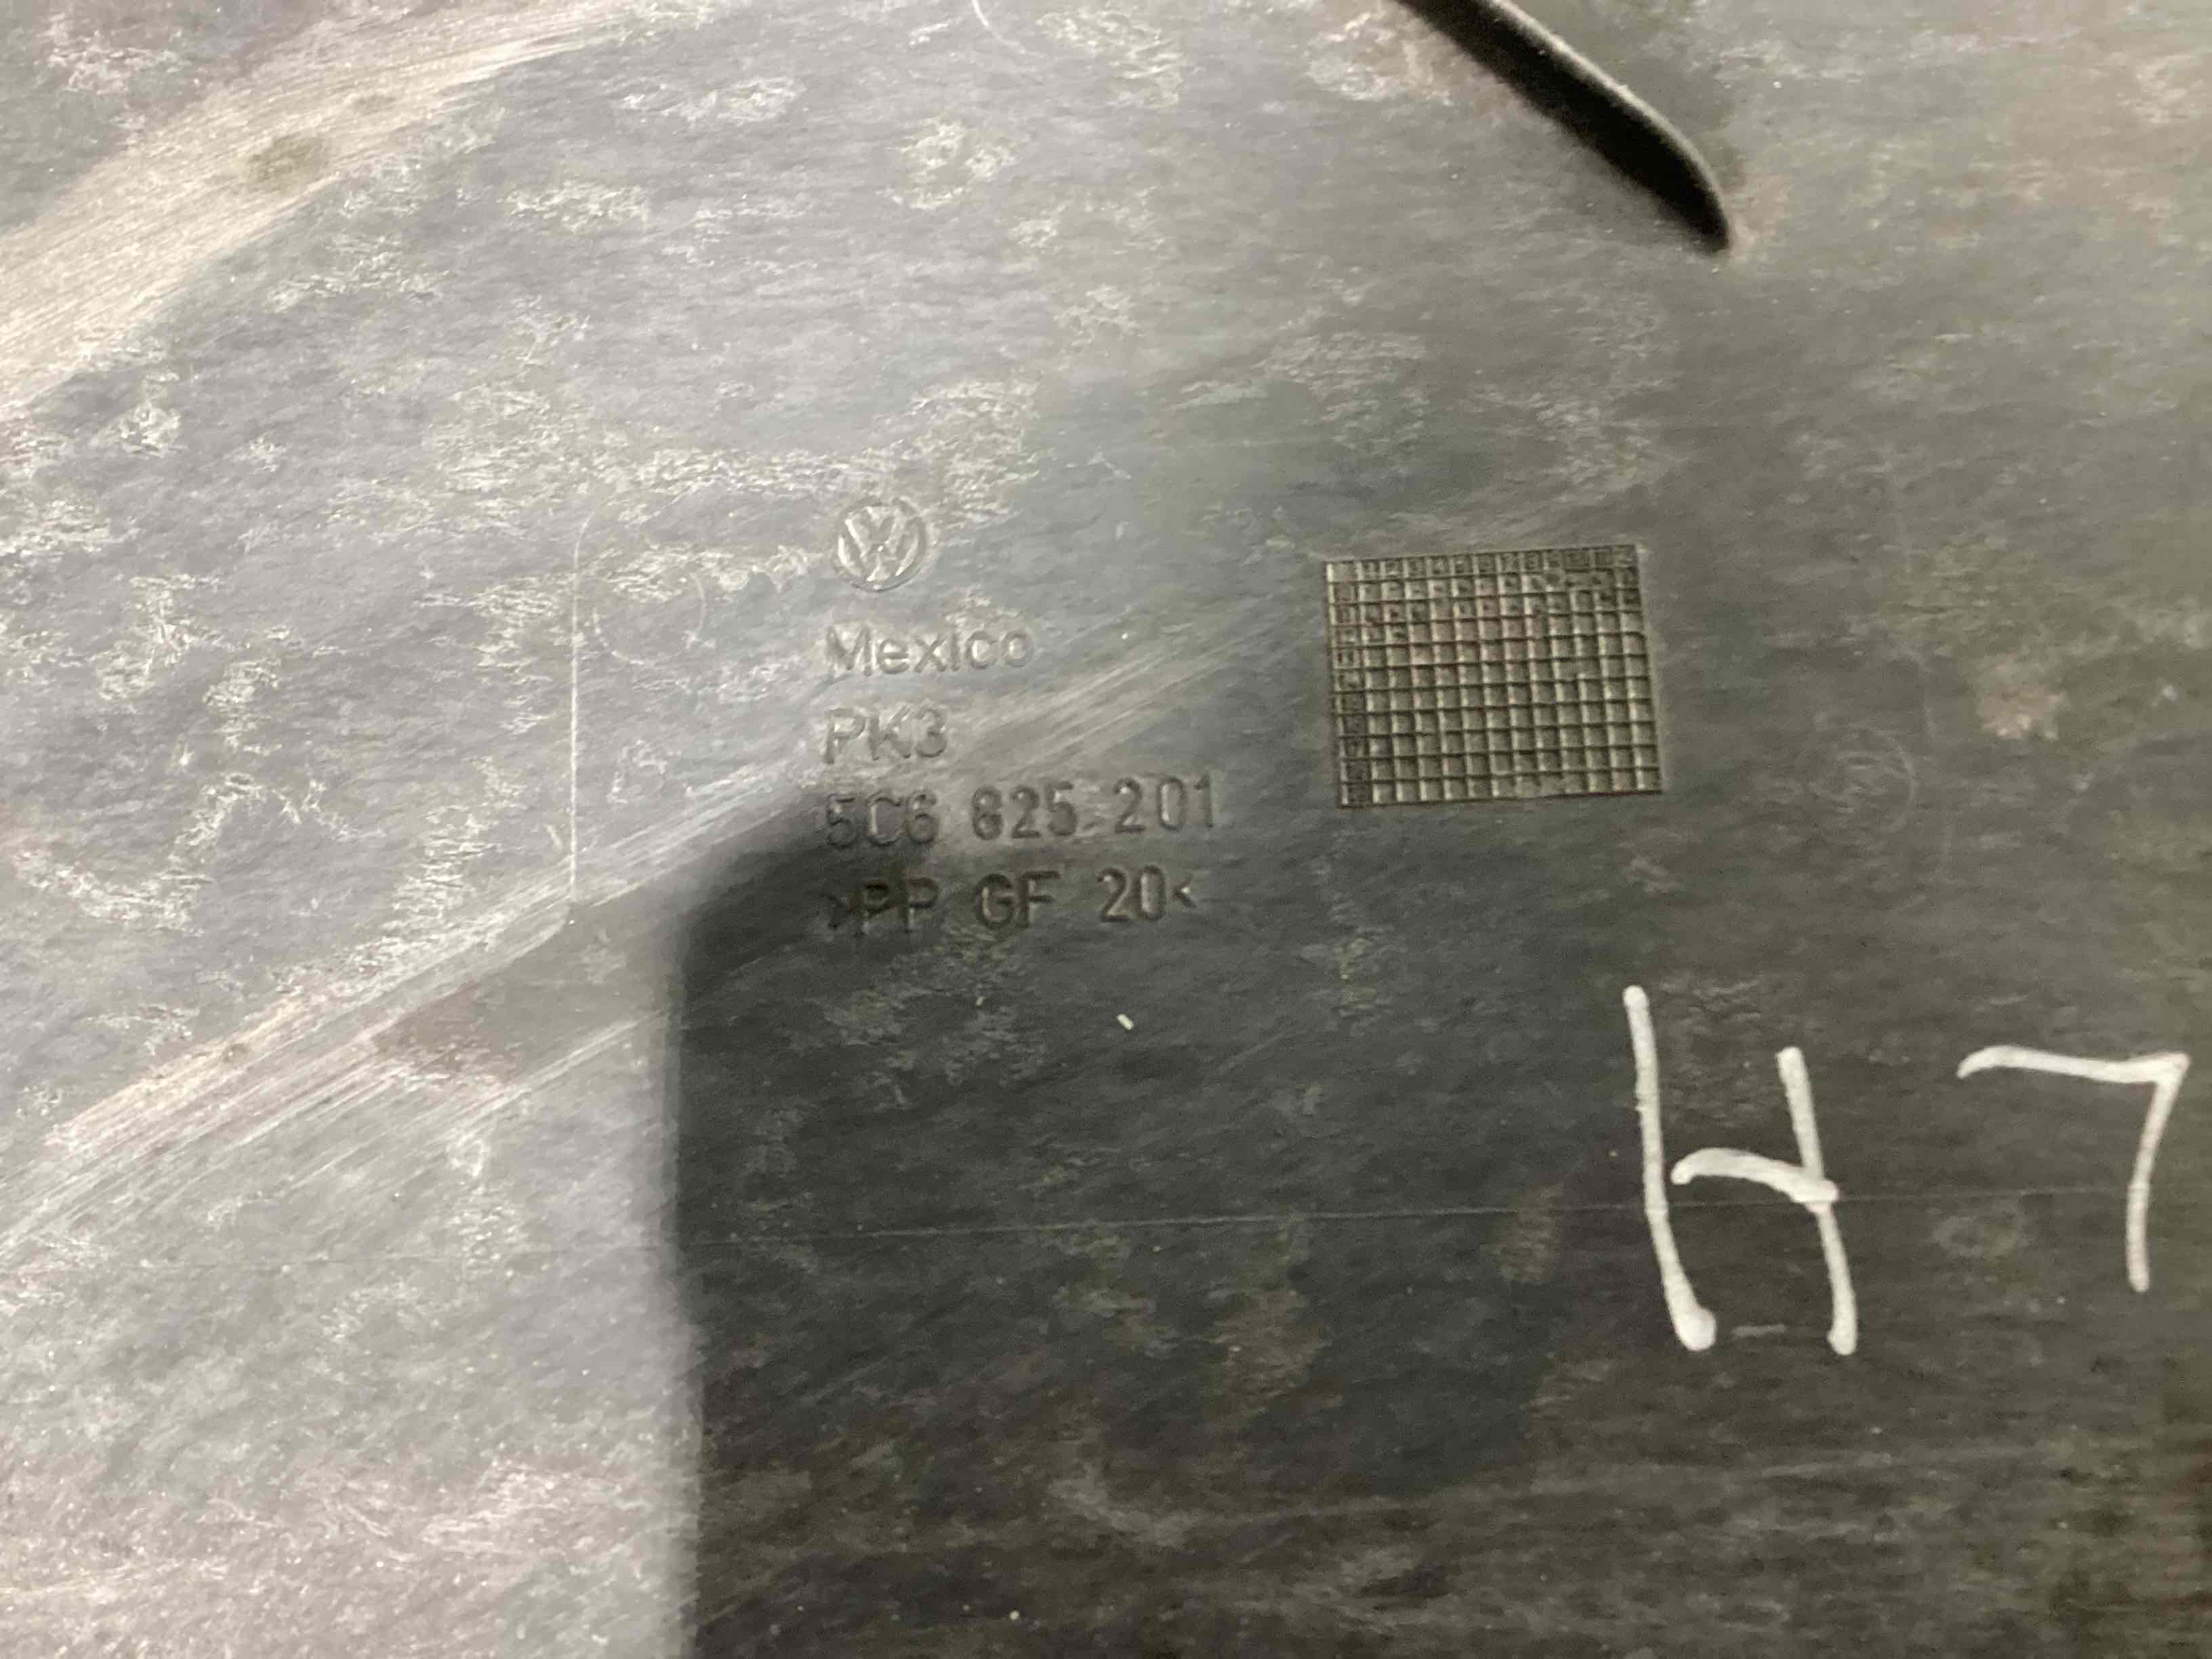 Mexico
PK3
5C6 825 201
>PP GF 20<
H7